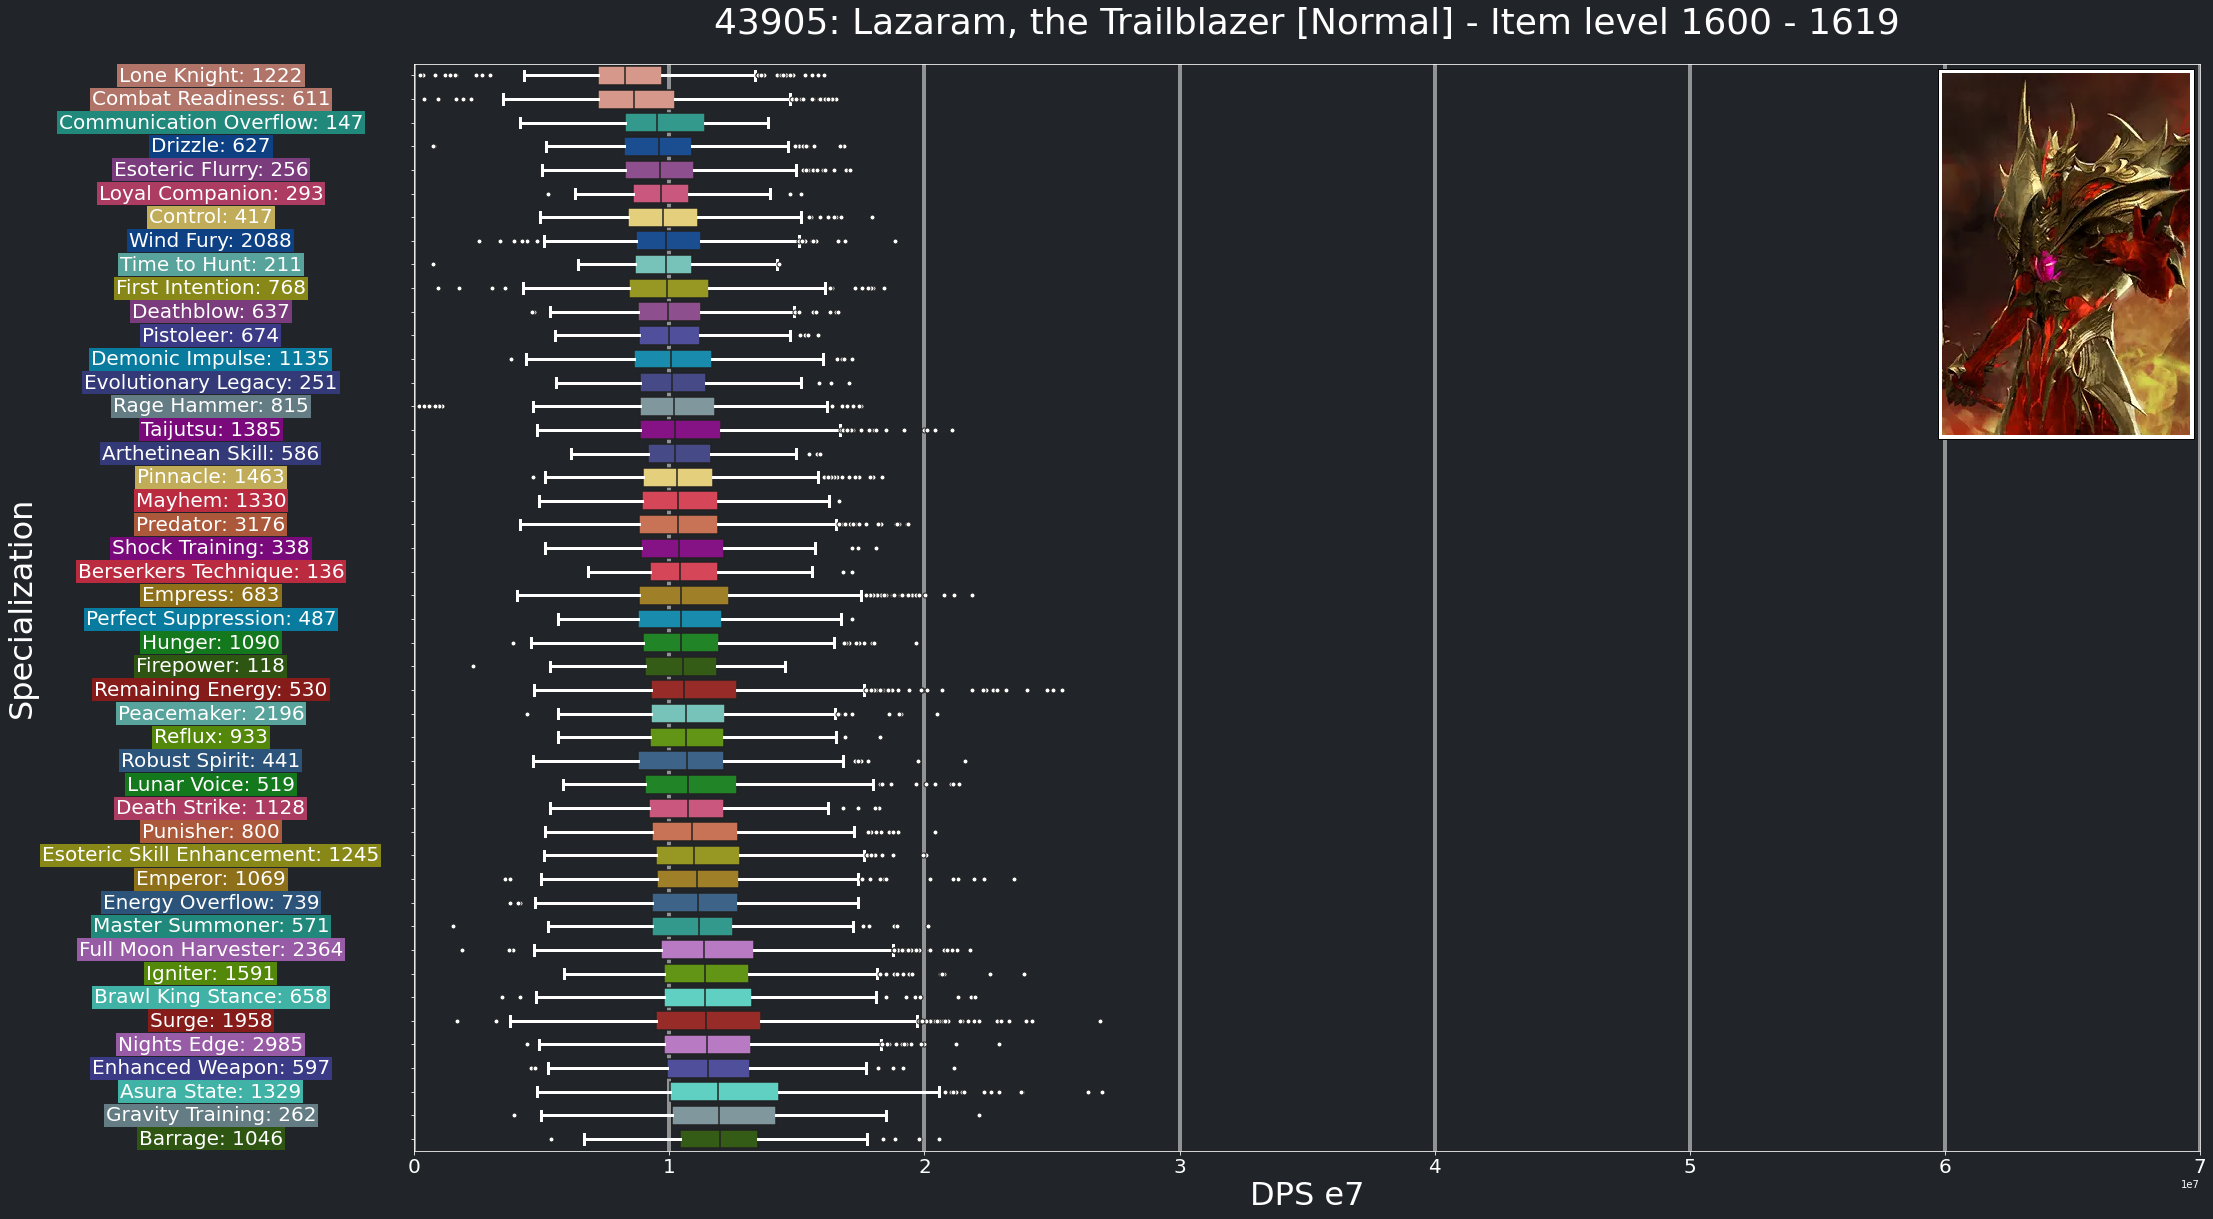 43905: Lazaram, the Trailblazer [Normal] - Item level 1600 - 1619
Lone Knight: 1222
Combat Readiness: 611
Communication Overflow: 147
Drizzle: 627
Esoteric Flurry: 256
Loyal Companion: 293
Control: 417
Wind Fury: 2088
Time to Hunt: 211
First Intention: 768
Deathblow: 637
Pistoleer: 674
Demonic Impulse: 1135
Evolutionary Legacy: 251
Rage Hammer: 815
Taijutsu: 1385
Arthetinean Skill: 586
Pinnacle: 1463
Mayhem: 1330
Predator: 3176
Shock Training: 338
Berserkers Technique: 136
Empress: 683
Perfect Suppression: 487
Hunger: 1090
Firepower: 118
Remaining Energy: 530
Peacemaker: 2196
Reflux: 933
Robust Spirit: 441
Lunar Voice: 519
Death Strike: 1128
Punisher: 800
Esoteric Skill Enhancement: 1245
Emperor: 1069
Energy Overflow: 739
Master Summoner: 571
Full Moon Harvester: 2364
Igniter: 1591
Brawl King Stance: 658
Surge: 1958
Nights Edge: 2985
Enhanced Weapon: 597
Asura State: 1329
Gravity Training: 262
Barrage: 1046
Specialization
0 1 2 3 4 5 6 7
1e7
DPS e7